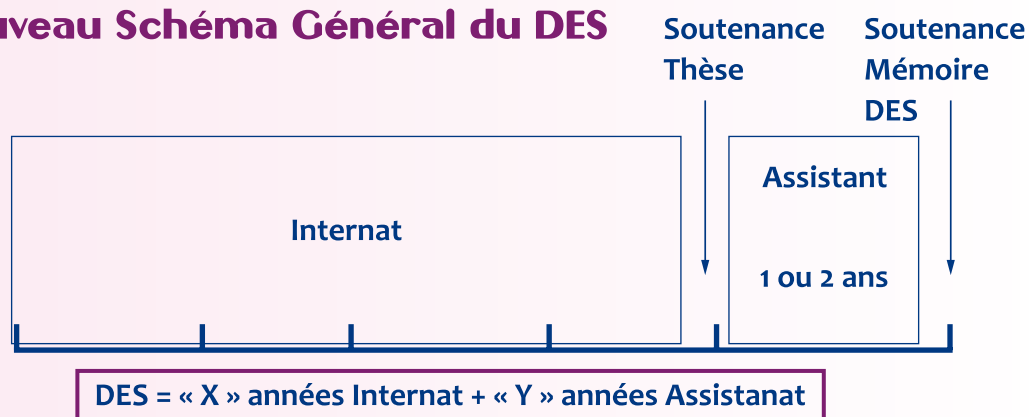 uveau Schéma Général du DES
Soutenance
Thèse
Soutenance
Mémoire
DES
Internat
Assistant
1 ou 2 ans
DES = « X » années Internat + « Y » années Assistanat